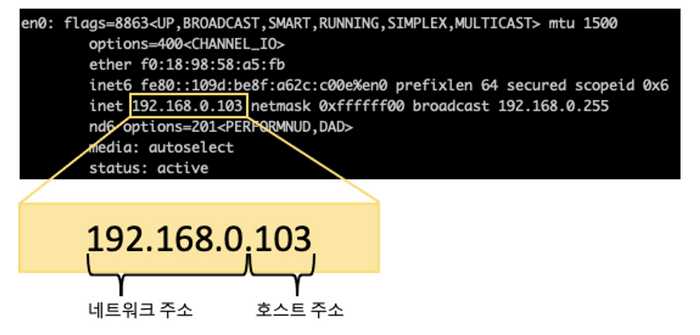 en0: flags=8863<UP,BROADCAST,SMART,RUNNING,SIMPLEX,MULTICAST> mtu 1500
options=400<CHANNEL_IO>
ether f0:18:98:58:a5:fb
inet6 fe80::109d:be8f:a62c:c00e%en0 prefixlen 64 secured scopeid 0x6
inet 192.168.0.103 netmask 0xffffff00 broadcast 192.168.0.255
nd6 options=201<PERFORMNUD,DAD>
media: autoselect
status: active
192.168.0.103
네트워크 주소 호스트 주소